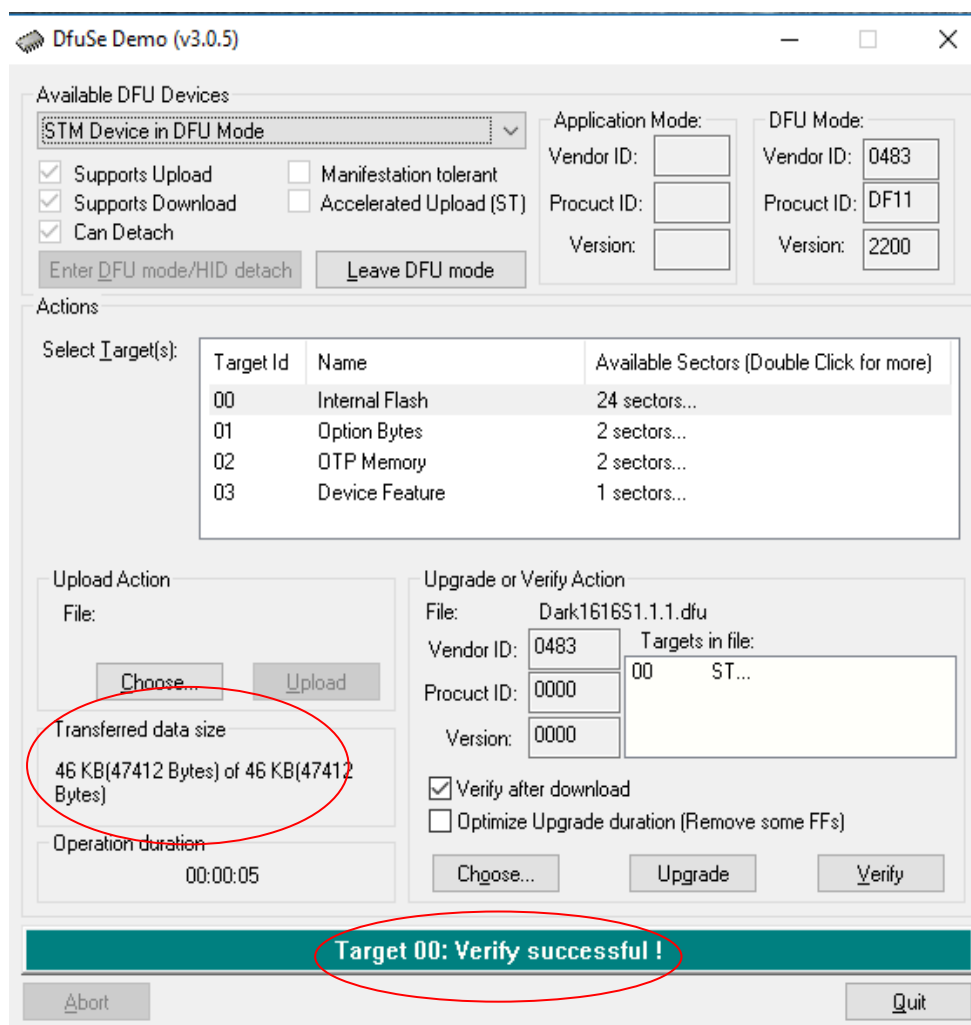 DfuSe Demo (v3.0.5)
Available DFU Devices
STM Device in DFU Mode
Supports Upload
Manifestation tolerant
Supports Download
Accelerated Upload (ST)
Can Detach
Enter DFU mode/HID detach
Leave DFU mode
Application Mode:
Vendor ID:
Procuct ID:
Version:
DFU Mode:
Vendor ID: 0483
Procuct ID: DF11
Version: 2200
Actions
Select Target(s):
Target Id Name Available Sectors (Double Click for more)
00 Internal Flash 24 sectors...
01 Option Bytes 2 sectors...
02 OTP Memory 2 sectors...
03 Device Feature 1 sectors...
Upload Action
File:
Choose...
Upload
Transferred data size
46 KB(47412 Bytes) of 46 KB(47412
Bytes)
Operation duration
00:00:05
Upgrade or Verify Action
File: Dark1616S1.1.1.dfu
Vendor ID: 0483
Procuct ID: 0000
Version: 0000
Targets in file:
00 ST...
Verify after download
Optimize Upgrade duration (Remove some FFs)
Choose...
Upgrade
Verify
Target 00: Verify successful !
Abort
Quit